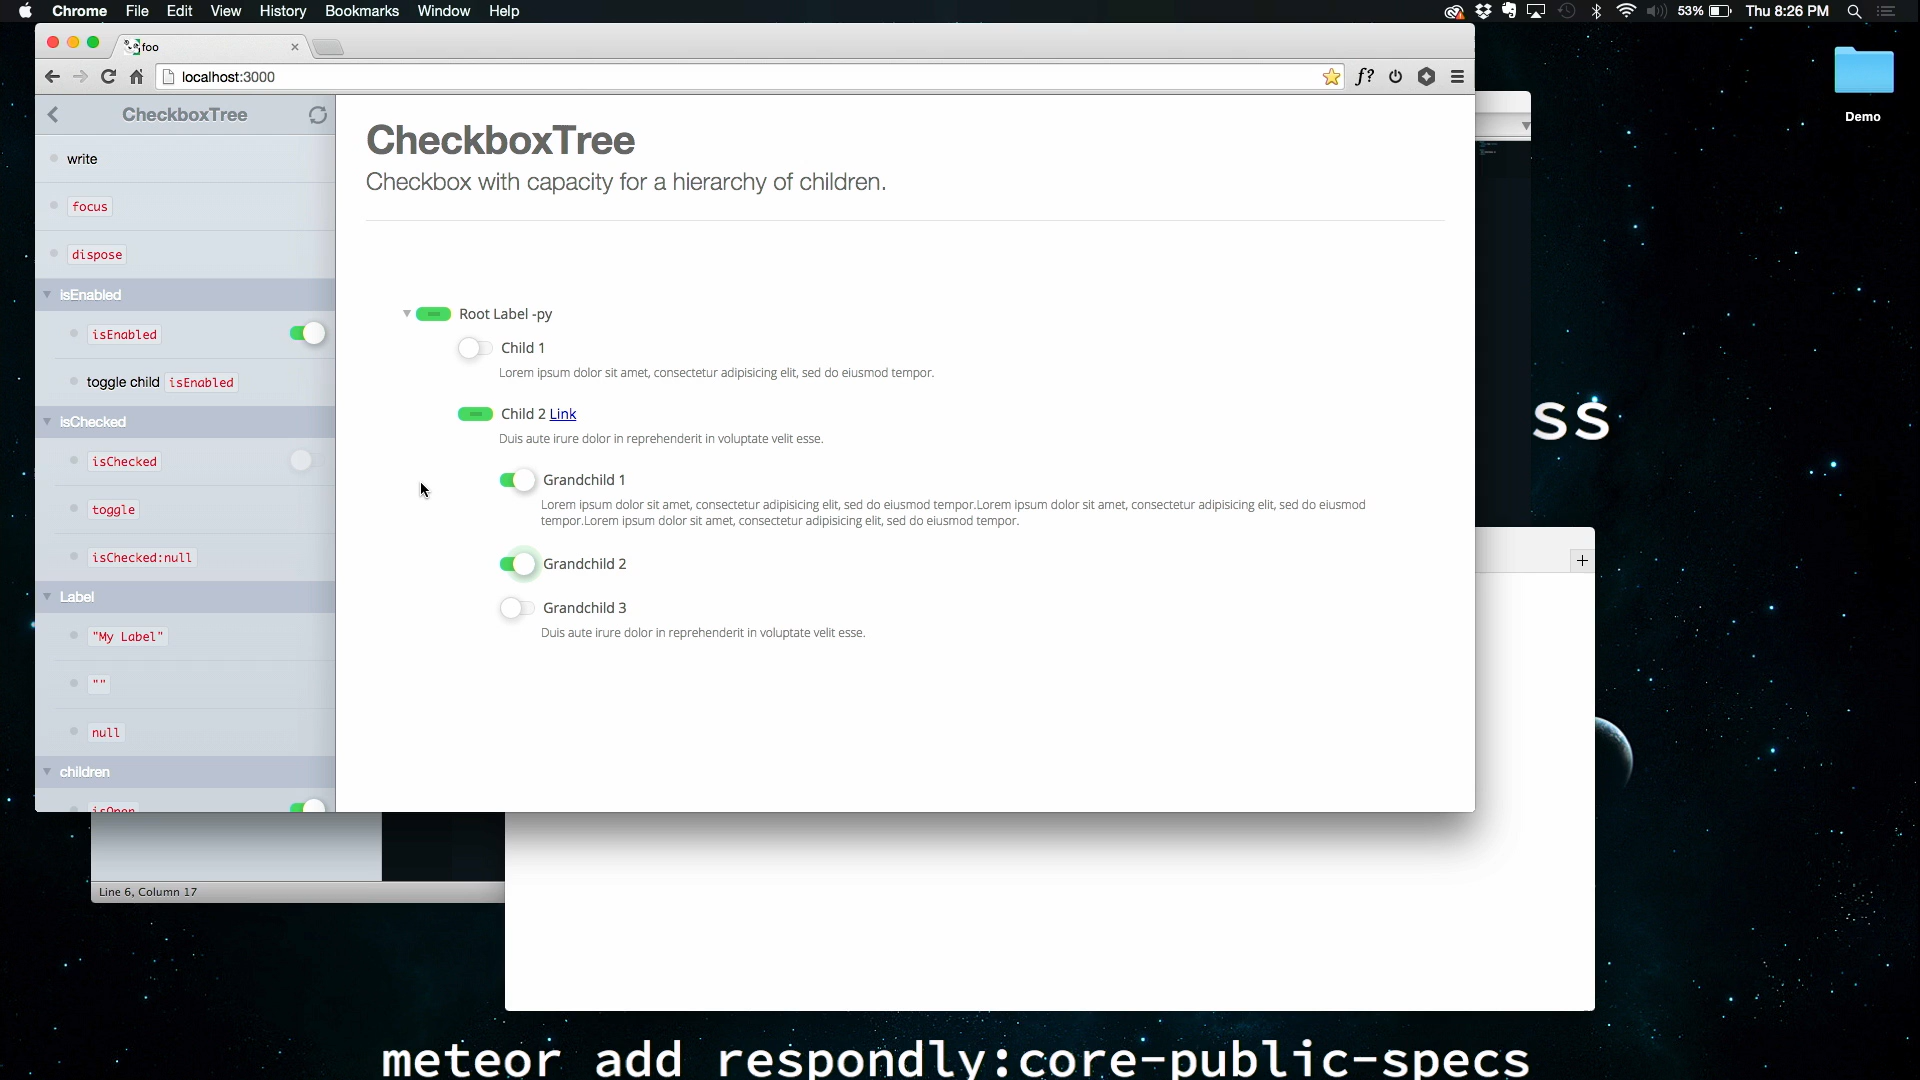 Chrome File Edit View History Bookmarks Window Help 53% Thu 8:26 PM
foo
localhost:3000 f?
Demo
CheckboxTree
write
focus
dispose
isEnabled
isEnabled
toggle child isEnabled
isChecked
isChecked
toggle
isChecked:null
Label
"My Label"
""
null
children
isOpen
CheckboxTree
Checkbox with capacity for a hierarchy of children.
Root Label -py
Child 1
Lorem ipsum dolor sit amet, consectetur adipisicing elit, sed do eiusmod tempor.
Child 2 Link
Duis aute irure dolor in reprehenderit in voluptate velit esse.
Grandchild 1
Lorem ipsum dolor sit amet, consectetur adipisicing elit, sed do eiusmod tempor.Lorem ipsum dolor sit amet, consectetur adipisicing elit, sed do eiusmod
tempor.Lorem ipsum dolor sit amet, consectetur adipisicing elit, sed do eiusmod tempor.
Grandchild 2
Grandchild 3
Duis aute irure dolor in reprehenderit in voluptate velit esse.
ss
Line 6, Column 17
meteor add respondly:core-public-specs